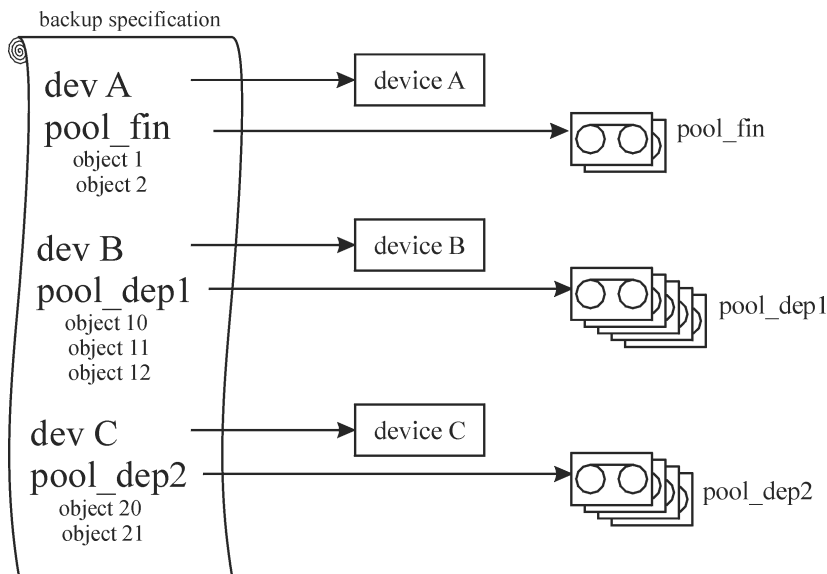 backup specification
dev A
device A
pool_fin
pool_fin
object 1
object 2
dev B
device B
pool_dep1
pool_dep1
object 10
object 11
object 12
dev C
device C
pool_dep2
pool_dep2
object 20
object 21